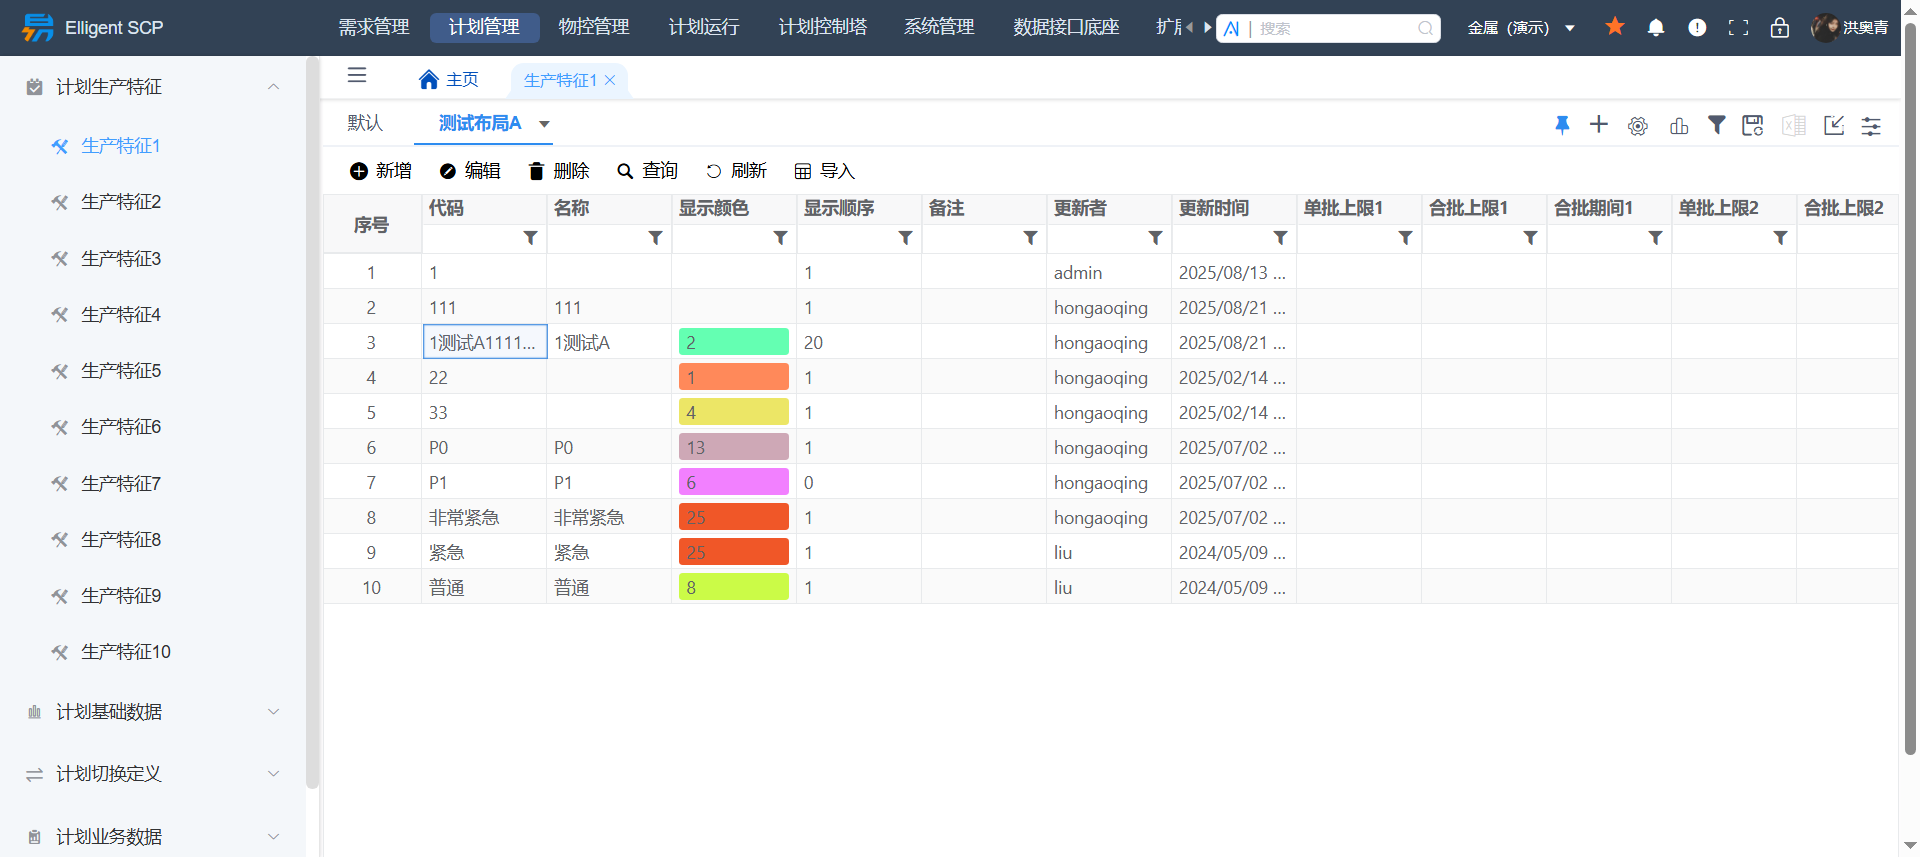 Elligent SCP
需求管理 计划管理 物控管理 计划运行 计划控制塔 系统管理 数据接口底座 AI | 搜索 金属 (演示) 洪奥青
计划生产特征
生产特征1
生产特征2
生产特征3
生产特征4
生产特征5
生产特征6
生产特征7
生产特征8
生产特征9
生产特征10
计划基础数据
计划切换定义
计划业务数据
主页 生产特征1
默认 测试布局A
新增 编辑 删除 查询 刷新 导入
序号 代码 名称 显示颜色 显示顺序 备注 更新者 更新时间 单批上限1 合批上限1 合批期间1 单批上限2 合批上限2
1 1 1 admin 2025/08/13 ...
2 111 111 1 hongaoqing 2025/08/21 ...
3 1测试A1111... 1测试A 2 20 hongaoqing 2025/08/21 ...
4 22 1 1 hongaoqing 2025/02/14 ...
5 33 4 1 hongaoqing 2025/02/14 ...
6 P0 P0 13 1 hongaoqing 2025/07/02 ...
7 P1 P1 6 0 hongaoqing 2025/07/02 ...
8 非常紧急 非常紧急 25 1 hongaoqing 2025/07/02 ...
9 紧急 紧急 25 1 liu 2024/05/09 ...
10 普通 普通 8 1 liu 2024/05/09 ...